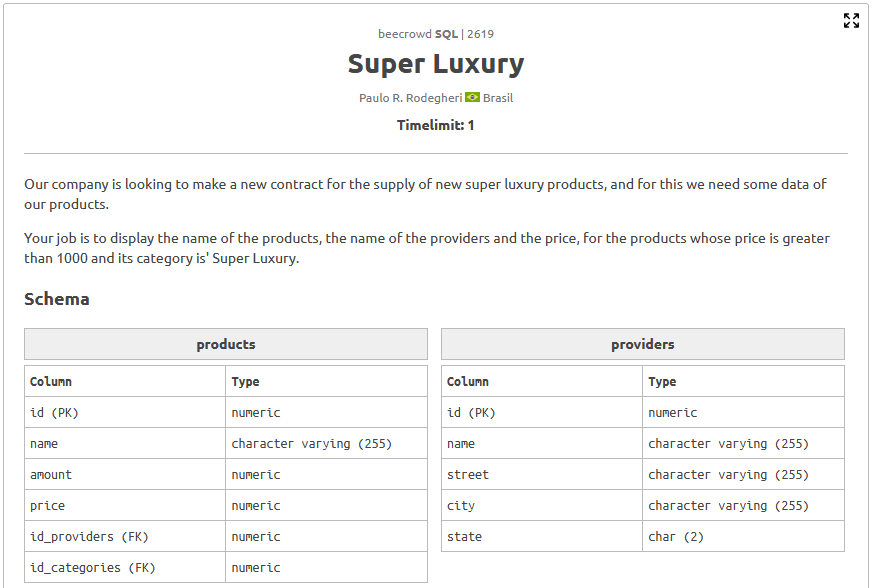 beecrowd SQL | 2619
Super Luxury
Paulo R. Rodegheri Brasil
Timelimit: 1
Our company is looking to make a new contract for the supply of new super luxury products, and for this we need some data of
our products.
Your job is to display the name of the products, the name of the providers and the price, for the products whose price is greater
than 1000 and its category is' Super Luxury.
Schema
products
Column Type
id (PK) numeric
name character varying (255)
amount numeric
price numeric
id_providers (FK) numeric
id_categories (FK) numeric
providers
Column Type
id (PK) numeric
name character varying (255)
street character varying (255)
city character varying (255)
state char (2)